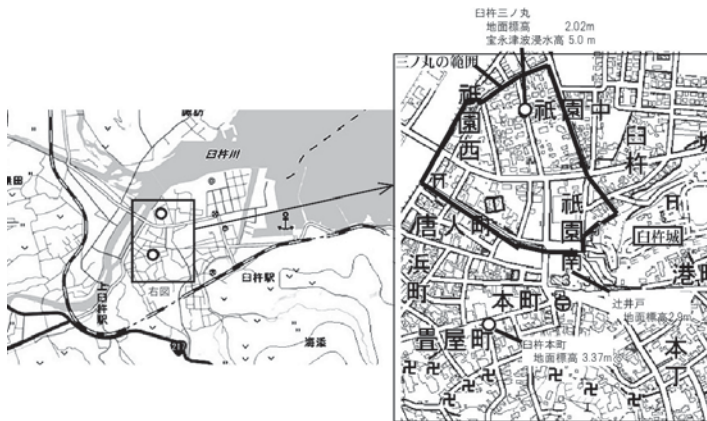 臼杵三ノ丸
地面標高 2.02m
宝永津波浸水高 5.0 m
三ノ丸の範囲
祇園西
祇園中
臼杵
城
祇園南
唐人町
浜町
臼杵城
港町
本町
辻井戸
地面標高2.9m
畳屋町
臼杵本町
地面標高 3.37m
本丁
諏訪
臼杵川
臼杵駅
上臼杵駅
右図
海添
217